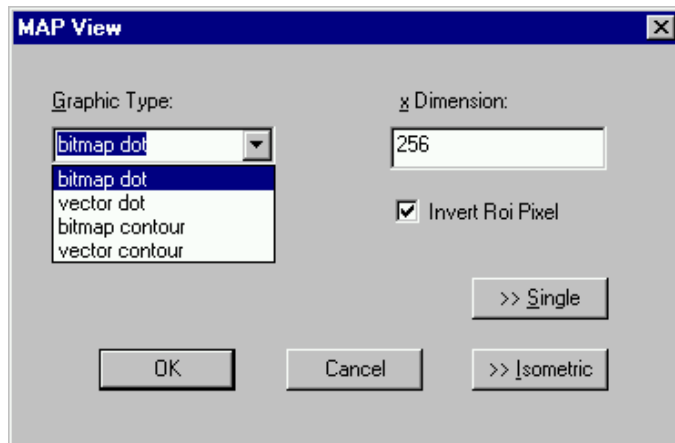 MAP View
Graphic Type:
x Dimension:
bitmap dot
256
bitmap dot
vector dot
bitmap contour
vector contour
Invert Roi Pixel
>> Single
OK
Cancel
>> Isometric